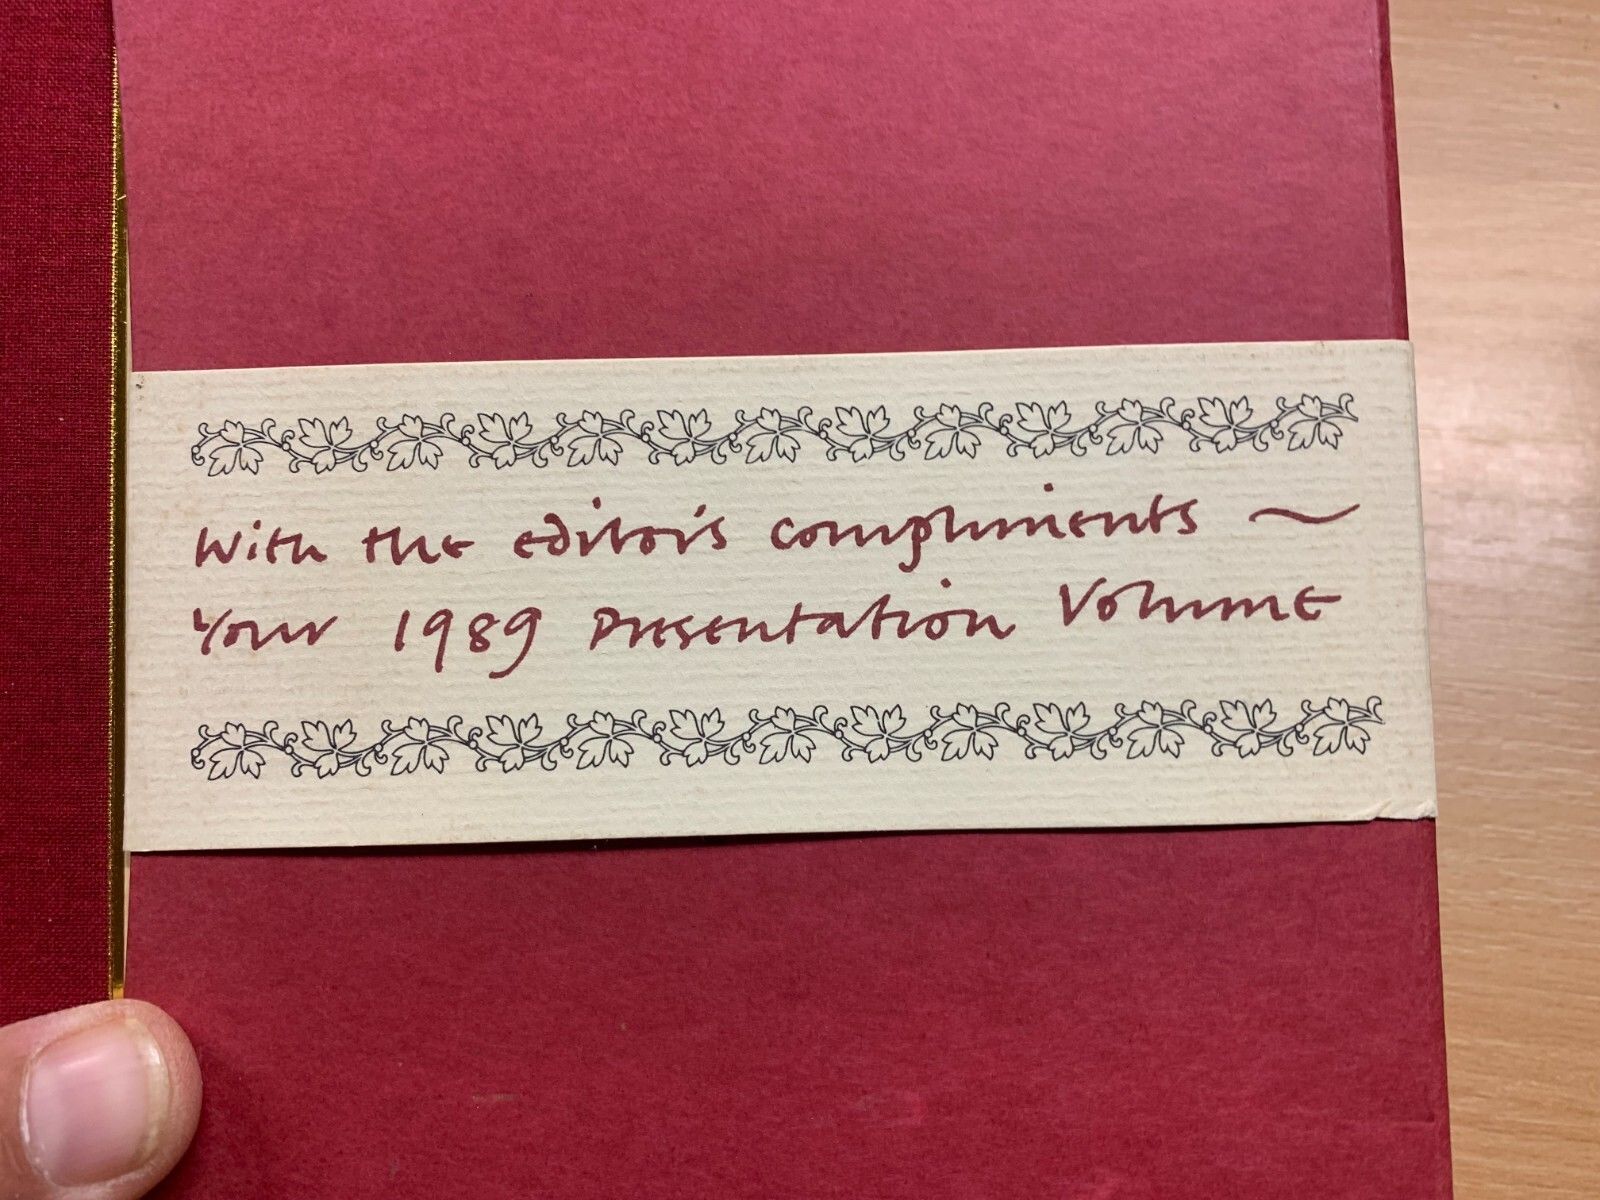 With the editor's compliments ~
Your 1989 Presentation Volume